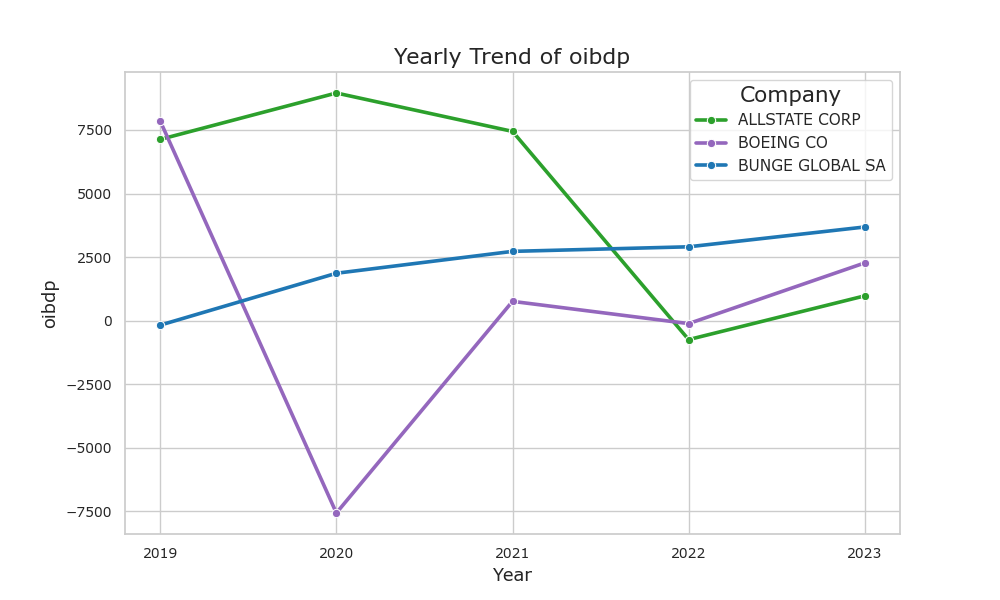 Yearly Trend of oibdp
Company
ALLSTATE CORP
BOEING CO
BUNGE GLOBAL SA
oibdp
7500
5000
2500
0
−2500
−5000
−7500
2019 2020 2021 2022 2023
Year